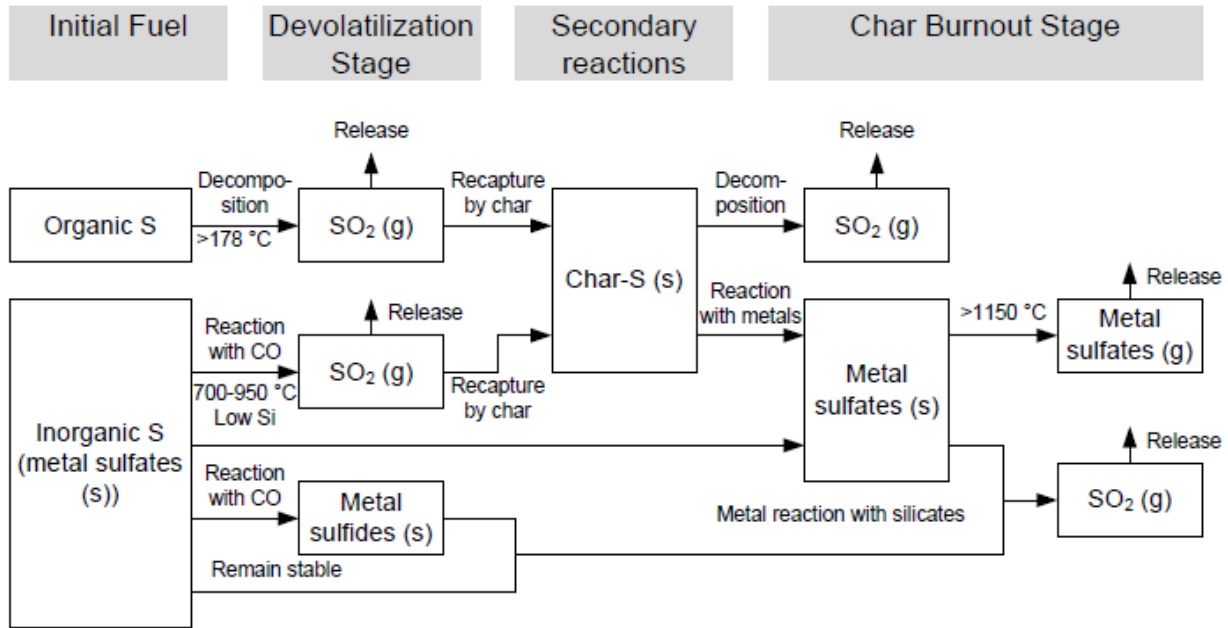 Initial Fuel
Devolatilization
Stage
Secondary
reactions
Char Burnout Stage
Release
Release
Decompo-
sition
>178 °C
Recapture
by char
Decom-
position
Organic S
SO₂ (g)
SO₂ (g)
Char-S (s)
Release
Reaction
with CO
700-950 °C
Low Si
SO₂ (g)
Recapture
by char
Reaction
with metals
Metal
sulfates (s)
>1150 °C
Release
Metal
sulfates (g)
Inorganic S
(metal sulfates
(s))
Reaction
with CO
Metal
sulfides (s)
Metal reaction with silicates
Release
SO₂ (g)
Remain stable